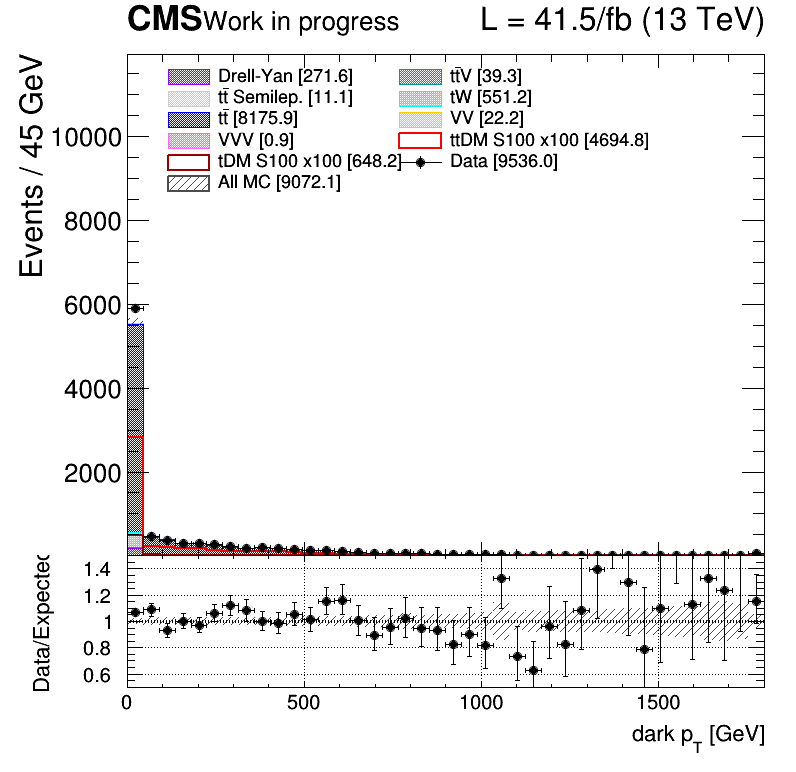 CMS Work in progress L = 41.5/fb (13 TeV)
Events / 45 GeV
Drell-Yan [271.6] tt̄V [39.3]
tt̄ Semilep. [11.1] tW [551.2]
tt̄ [8175.9] VV [22.2]
VVV [0.9] ttDM S100 x100 [4694.8]
tDM S100 x100 [648.2] Data [9536.0]
All MC [9072.1]
10000
8000
6000
4000
2000
Data/Expected
1.4
1.2
1
0.8
0.6
0 500 1000 1500
dark p_T [GeV]